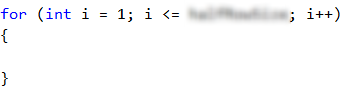 for (int i = 1; i <= ; i++)
{
}